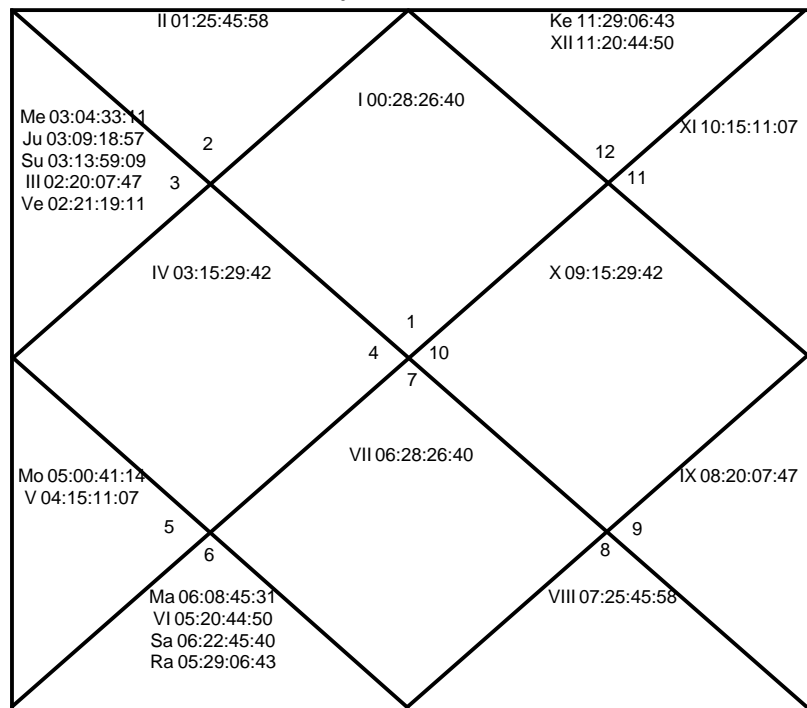 II 01:25:45:58
Ke 11:29:06:43
XII 11:20:44:50
I 00:28:26:40
Me 03:04:33:11
Ju 03:09:18:57
Su 03:13:59:09
III 02:20:07:47
Ve 02:21:19:11
2
3
12
11
XI 10:15:11:07
IV 03:15:29:42
X 09:15:29:42
1
4
10
7
VII 06:28:26:40
Mo 05:00:41:14
V 04:15:11:07
IX 08:20:07:47
5
6
9
8
Ma 06:08:45:31
VI 05:20:44:50
Sa 06:22:45:40
Ra 05:29:06:43
VIII 07:25:45:58